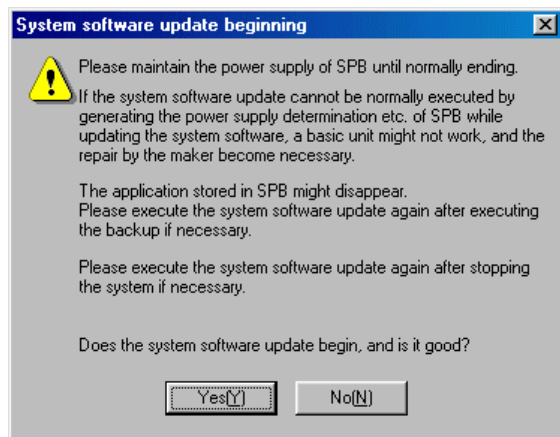 System software update beginning
Please maintain the power supply of SPB until normally ending.
If the system software update cannot be normally executed by
generating the power supply determination etc. of SPB while
updating the system software, a basic unit might not work, and the
repair by the maker become necessary.
The application stored in SPB might disappear.
Please execute the system software update again after executing
the backup if necessary.
Please execute the system software update again after stopping
the system if necessary.
Does the system software update begin, and is it good?
Yes(Y) No(N)